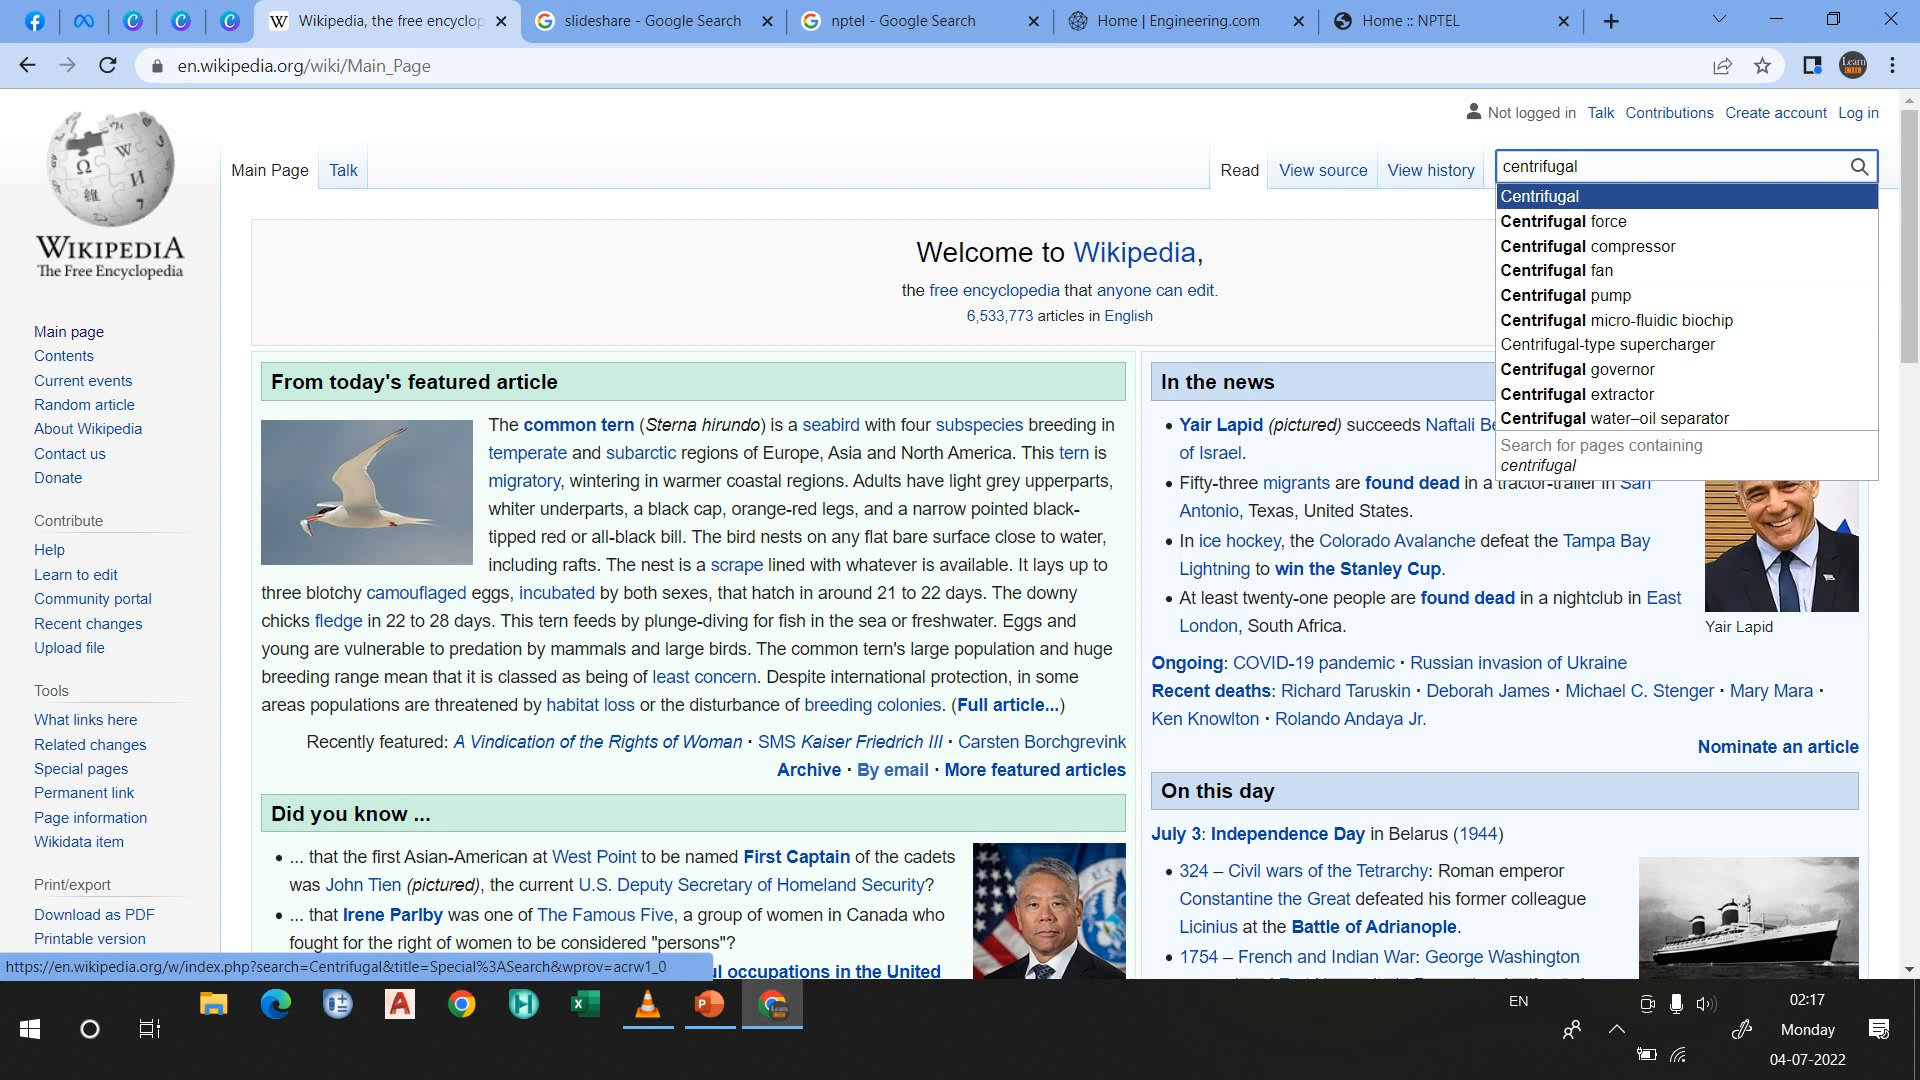 Wikipedia, the free encyclop
slideshare - Google Search
nptel - Google Search
Home | Engineering.com
Home :: NPTEL
en.wikipedia.org/wiki/Main_Page
WIKIPEDIA
The Free Encyclopedia
Not logged in Talk Contributions Create account Log in
Main Page Talk
Read View source View history
centrifugal
Centrifugal
Centrifugal force
Centrifugal compressor
Centrifugal fan
Centrifugal pump
Centrifugal micro-fluidic biochip
Centrifugal-type supercharger
Centrifugal governor
Centrifugal extractor
Centrifugal water–oil separator
Search for pages containing
centrifugal
Main page
Contents
Current events
Random article
About Wikipedia
Contact us
Donate
Contribute
Help
Learn to edit
Community portal
Recent changes
Upload file
Tools
What links here
Related changes
Special pages
Permanent link
Page information
Wikidata item
Print/export
Download as PDF
Printable version
Welcome to Wikipedia,
the free encyclopedia that anyone can edit.
6,533,773 articles in English
From today's featured article
The common tern (Sterna hirundo) is a seabird with four subspecies breeding in
temperate and subarctic regions of Europe, Asia and North America. This tern is
migratory, wintering in warmer coastal regions. Adults have light grey upperparts,
whiter underparts, a black cap, orange-red legs, and a narrow pointed black-
tipped red or all-black bill. The bird nests on any flat bare surface close to water,
including rafts. The nest is a scrape lined with whatever is available. It lays up to
three blotchy camouflaged eggs, incubated by both sexes, that hatch in around 21 to 22 days. The downy
chicks fledge in 22 to 28 days. This tern feeds by plunge-diving for fish in the sea or freshwater. Eggs and
young are vulnerable to predation by mammals and large birds. The common tern's large population and huge
breeding range mean that it is classed as being of least concern. Despite international protection, in some
areas populations are threatened by habitat loss or the disturbance of breeding colonies. (Full article...)
Recently featured: A Vindication of the Rights of Woman · SMS Kaiser Friedrich III · Carsten Borchgrevink
Archive · By email · More featured articles
Did you know ...
• ... that the first Asian-American at West Point to be named First Captain of the cadets
was John Tien (pictured), the current U.S. Deputy Secretary of Homeland Security?
• ... that Irene Parlby was one of The Famous Five, a group of women in Canada who
fought for the right of women to be considered "persons"?
ul occupations in the United
In the news
• Yair Lapid (pictured) succeeds Naftali Be
of Israel.
• Fifty-three migrants are found dead in a tractor-trailer in San
Antonio, Texas, United States.
• In ice hockey, the Colorado Avalanche defeat the Tampa Bay
Lightning to win the Stanley Cup.
• At least twenty-one people are found dead in a nightclub in East
London, South Africa.
Yair Lapid
Ongoing: COVID-19 pandemic · Russian invasion of Ukraine
Recent deaths: Richard Taruskin · Deborah James · Michael C. Stenger · Mary Mara ·
Ken Knowlton · Rolando Andaya Jr.
Nominate an article
On this day
July 3: Independence Day in Belarus (1944)
• 324 – Civil wars of the Tetrarchy: Roman emperor
Constantine the Great defeated his former colleague
Licinius at the Battle of Adrianople.
• 1754 – French and Indian War: George Washington
https://en.wikipedia.org/w/index.php?search=Centrifugal&title=Special%3ASearch&wprov=acrw1_0
EN
02:17
Monday
04-07-2022